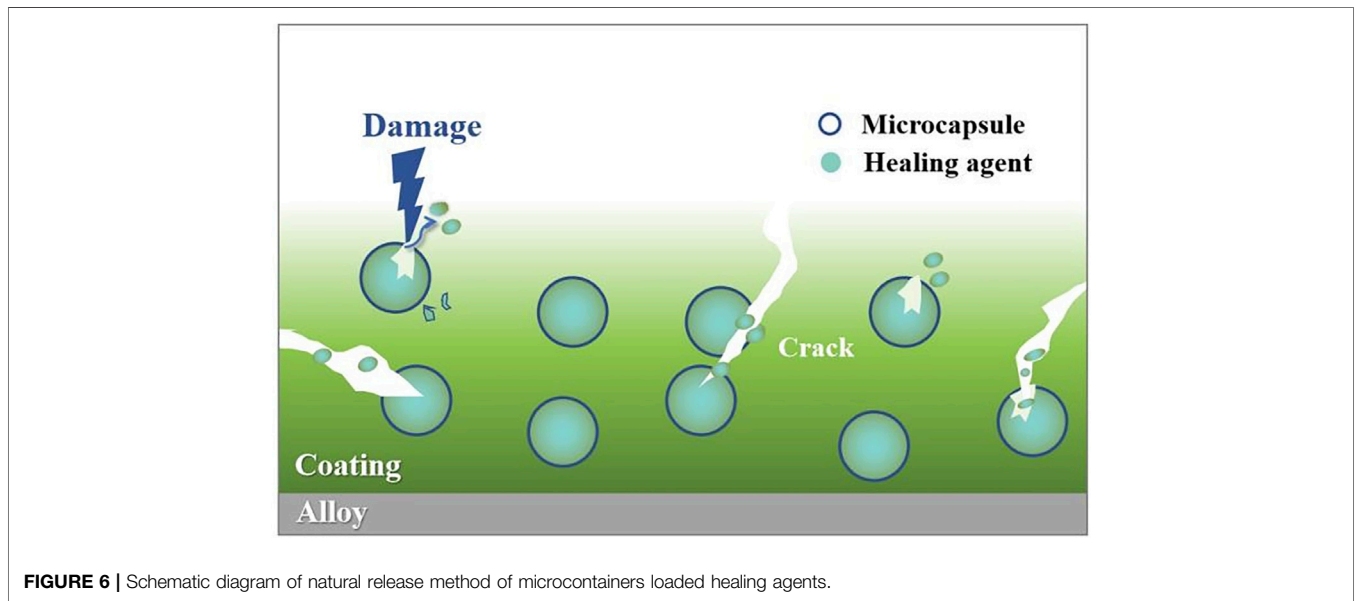 Damage
Microcapsule
Healing agent
Crack
Coating
Alloy
FIGURE 6 | Schematic diagram of natural release method of microcontainers loaded healing agents.